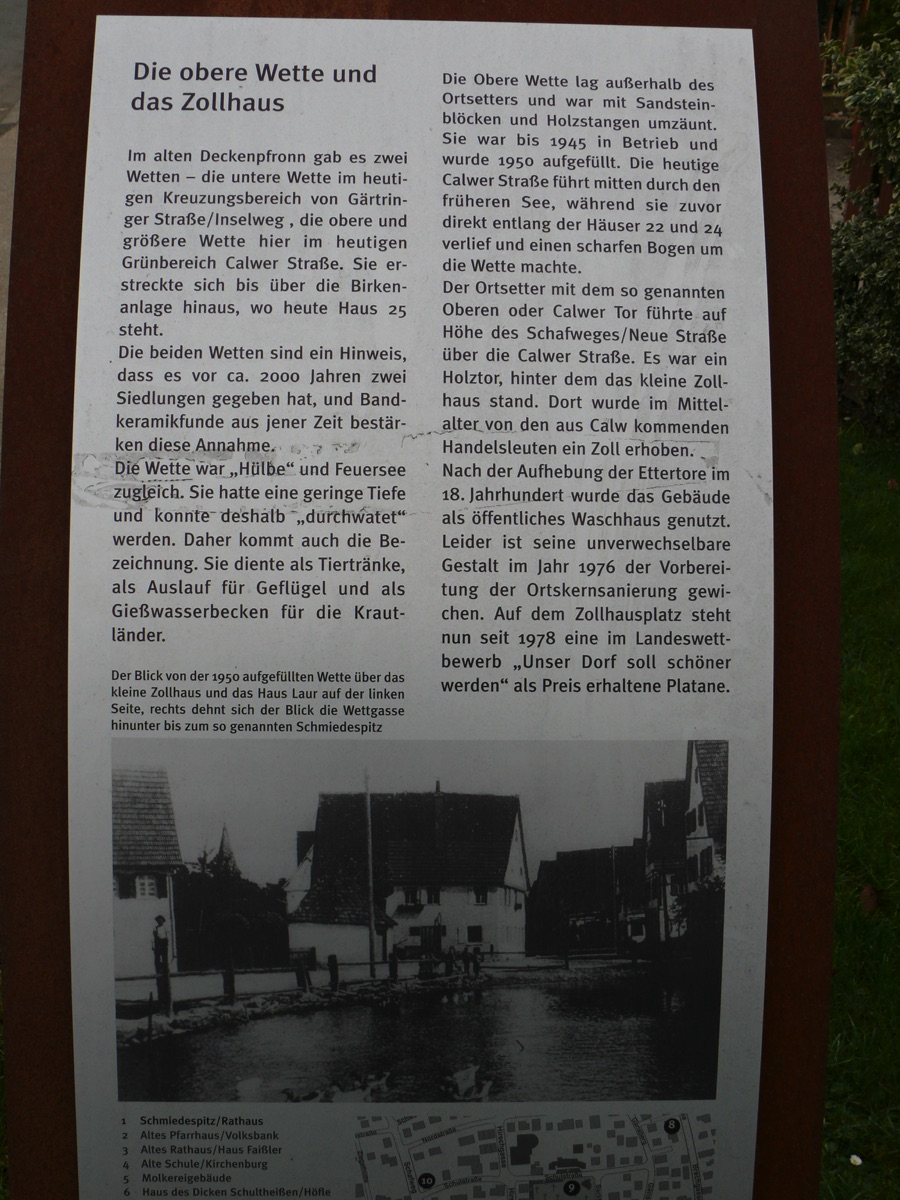 Die obere Wette und
das Zollhaus
Im alten Deckenpfronn gab es zwei
Wetten – die untere Wette im heuti-
gen Kreuzungsbereich von Gärtrin-
ger Straße/Inselweg , die obere und
größere Wette hier im heutigen
Grünbereich Calwer Straße. Sie er-
streckte sich bis über die Birken-
anlage hinaus, wo heute Haus 25
steht.
Die beiden Wetten sind ein Hinweis,
dass es vor ca. 2000 Jahren zwei
Siedlungen gegeben hat, und Band-
keramikfunde aus jener Zeit bestär-
ken diese Annahme.
Die Wette war „Hülbe“ und Feuersee
zugleich. Sie hatte eine geringe Tiefe
und konnte deshalb „durchwatet“
werden. Daher kommt auch die Be-
zeichnung. Sie diente als Tiertränke,
als Auslauf für Geflügel und als
Gießwasserbecken für die Kraut-
länder.
Die Obere Wette lag außerhalb des
Ortsetters und war mit Sandstein-
blöcken und Holzstangen umzäunt.
Sie war bis 1945 in Betrieb und
wurde 1950 aufgefüllt. Die heutige
Calwer Straße führt mitten durch den
früheren See, während sie zuvor
direkt entlang der Häuser 22 und 24
verlief und einen scharfen Bogen um
die Wette machte.
Der Ortsetter mit dem so genannten
Oberen oder Calwer Tor führte auf
Höhe des Schafweges/Neue Straße
über die Calwer Straße. Es war ein
Holztor, hinter dem das kleine Zoll-
haus stand. Dort wurde im Mittel-
alter von den aus Calw kommenden
Handelsleuten ein Zoll erhoben.
Nach der Aufhebung der Ettertore im
18. Jahrhundert wurde das Gebäude
als öffentliches Waschhaus genutzt.
Leider ist seine unverwechselbare
Gestalt im Jahr 1976 der Vorberei-
tung der Ortskernsanierung gewi-
chen. Auf dem Zollhausplatz steht
nun seit 1978 eine im Landeswett-
bewerb „Unser Dorf soll schöner
werden“ als Preis erhaltene Platane.
Der Blick von der 1950 aufgefüllten Wette über das
kleine Zollhaus und das Haus Laur auf der linken
Seite, rechts dehnt sich der Blick die Wettgasse
hinunter bis zum so genannten Schmiedespitz
1 Schmiedespitz/Rathaus
2 Altes Pfarrhaus/Volksbank
3 Altes Rathaus/Haus Faißler
4 Alte Schule/Kirchenburg
5 Molkereigebäude
6 Haus des Dicken Schultheißen/Höfle
8
10
9